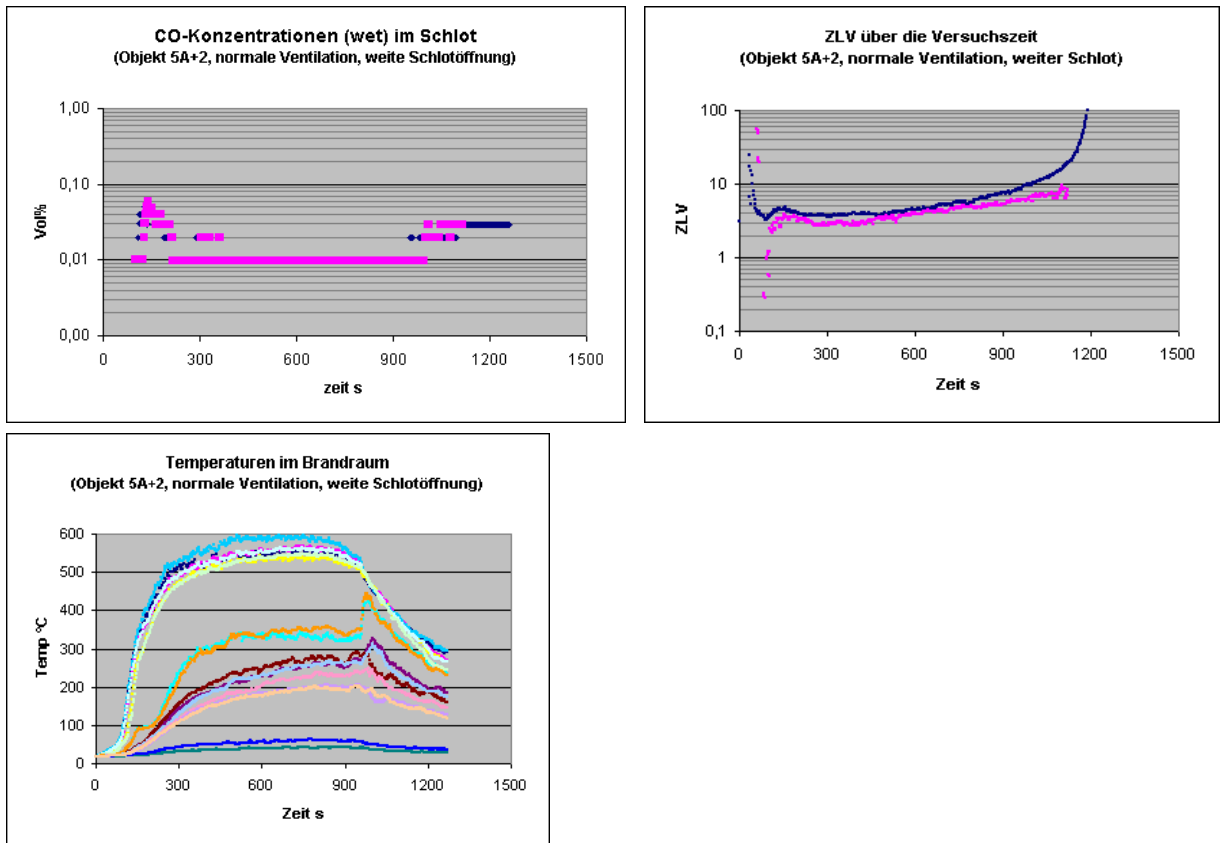 CO-Konzentrationen (wet) im Schlot
(Objekt 5A+2, normale Ventilation, weite Schlotöffnung)
Vol%
1,00
0,10
0,01
0,00
0 300 600 900 1200 1500
zeit s
ZLV über die Versuchszeit
(Objekt 5A+2, normale Ventilation, weiter Schlot)
ZLV
100
10
1
0,1
0 300 600 900 1200 1500
Zeit s
Temperaturen im Brandraum
(Objekt 5A+2, normale Ventilation, weite Schlotöffnung)
Temp °C
600
500
400
300
200
100
0
0 300 600 900 1200 1500
Zeit s